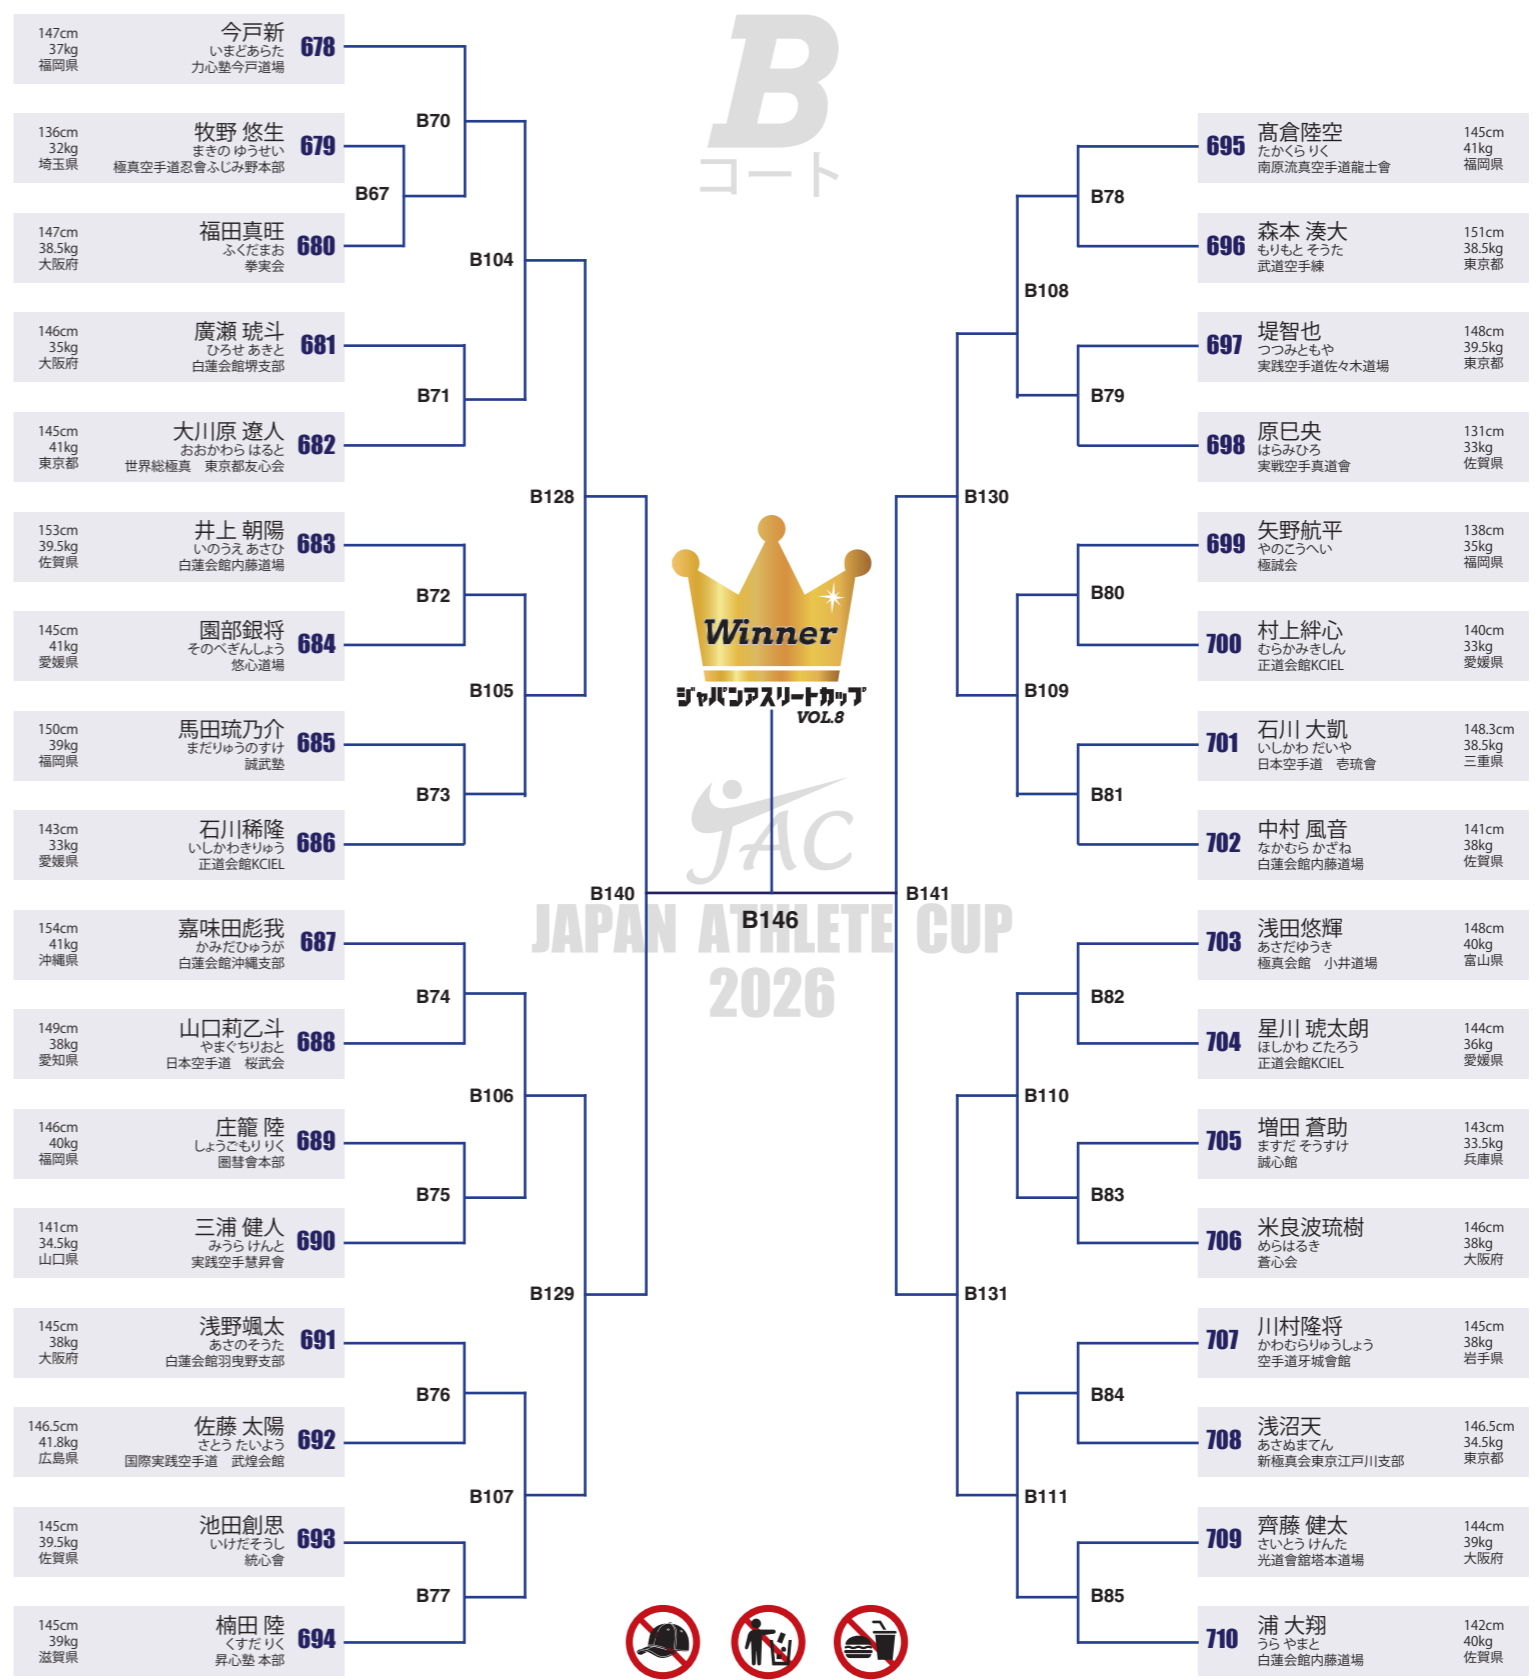 B
コート
147cm
37kg
福岡県
今戸新
いまどあらた
力心塾今戸道場
678
136cm
32kg
埼玉県
牧野 悠生
まきの ゆうせい
極真空手道忍會ふじみ野本部
679
147cm
38.5kg
大阪府
福田真旺
ふくだまお
拳実会
680
146cm
35kg
大阪府
廣瀬 琥斗
ひろせ あきと
白蓮会館堺支部
681
145cm
41kg
東京都
大川原 遼人
おおかわら はると
世界総極真 東京都友心会
682
153cm
39.5kg
佐賀県
井上 朝陽
いのうえ あさひ
白蓮会館内藤道場
683
145cm
41kg
愛媛県
園部銀将
そのべぎんしょう
悠心道場
684
150cm
39kg
福岡県
馬田琉乃介
まだりゅうのすけ
誠武塾
685
143cm
33kg
愛媛県
石川稀隆
いしかわきりゅう
正道会館KCIEL
686
154cm
41kg
沖縄県
嘉味田彪我
かみだひゅうが
白蓮会館沖縄支部
687
149cm
38kg
愛知県
山口莉乙斗
やまぐちりおと
日本空手道 桜武会
688
146cm
40kg
福岡県
庄籠 陸
しょうごもり りく
圏彗會本部
689
141cm
34.5kg
山口県
三浦 健人
みうら けんと
実践空手慧昇會
690
145cm
38kg
大阪府
浅野颯太
あさのそうた
白蓮会館羽曳野支部
691
146.5cm
41.8kg
広島県
佐藤 太陽
さとう たいよう
国際実践空手道 武煌会館
692
145cm
39.5kg
佐賀県
池田創思
いけだそうし
統心會
693
145cm
39kg
滋賀県
楠田 陸
くすだ りく
昇心塾 本部
694
B67
B70
B71
B72
B73
B74
B75
B76
B77
B104
B105
B106
B107
B128
B129
B140
Winner
ジャパンアスリートカップ
VOL.8
JAC
B146
JAPAN ATHLETE CUP
2026
B141
B130
B131
B108
B109
B110
B111
B78
B79
B80
B81
B82
B83
B84
B85
695
髙倉陸空
たかくらりく
南原流真空手道龍士會
145cm
41kg
福岡県
696
森本 湊大
もりもと そうた
武道空手練
151cm
38.5kg
東京都
697
堤智也
つつみともや
実践空手道佐々木道場
148cm
39.5kg
東京都
698
原巳央
はらみひろ
実戦空手真道會
131cm
33kg
佐賀県
699
矢野航平
やのこうへい
極誠会
138cm
35kg
福岡県
700
村上絆心
むらかみきしん
正道会館KCIEL
140cm
33kg
愛媛県
701
石川 大凱
いしかわ だいや
日本空手道 壱琉會
148.3cm
38.5kg
三重県
702
中村 風音
なかむら かざね
白蓮会館内藤道場
141cm
38kg
佐賀県
703
浅田悠輝
あさだゆうき
極真会館 小井道場
148cm
40kg
富山県
704
星川 琥太朗
ほしかわ こたろう
正道会館KCIEL
144cm
36kg
愛媛県
705
増田 蒼助
ますだ そうすけ
誠心館
143cm
33.5kg
兵庫県
706
米良波琉樹
めらはるき
蒼心会
146cm
38kg
大阪府
707
川村隆将
かわむらりゅうしょう
空手道牙城會館
145cm
38kg
岩手県
708
浅沼天
あさぬまてん
新極真会東京江戸川支部
146.5cm
34.5kg
東京都
709
齊藤 健太
さいとう けんた
光道會舘塔本道場
144cm
39kg
大阪府
710
浦 大翔
うら やまと
白蓮会館内藤道場
142cm
40kg
佐賀県